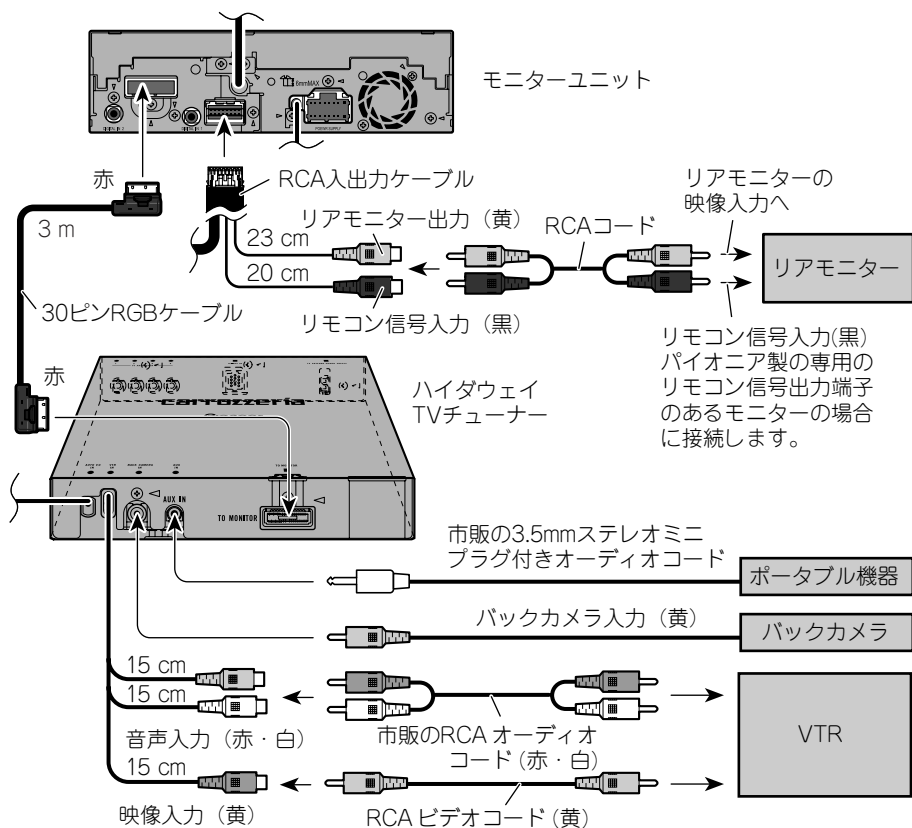 モニターユニット
8mmMAX
DIGITAL IN 2
DIGITAL IN 1
POWER SUPPLY
赤
3 m
RCA入出力ケーブル
リアモニター出力（黄）
23 cm
20 cm
リモコン信号入力（黒）
RCAコード
リアモニターの
映像入力へ
リアモニター
リモコン信号入力(黒)
パイオニア製の専用の
リモコン信号出力端子
のあるモニターの場合
に接続します。
30ピンRGBケーブル
赤
ハイダウェイ
TVチューナー
carrozzeria
AUX IN
TO MONITOR
市販の3.5mmステレオミニ
プラグ付きオーディオコード
ポータブル機器
バックカメラ入力（黄）
バックカメラ
15 cm
15 cm
音声入力（赤・白）
市販のRCA オーディオ
コード（赤・白）
VTR
15 cm
映像入力（黄）
RCA ビデオコード（黄）